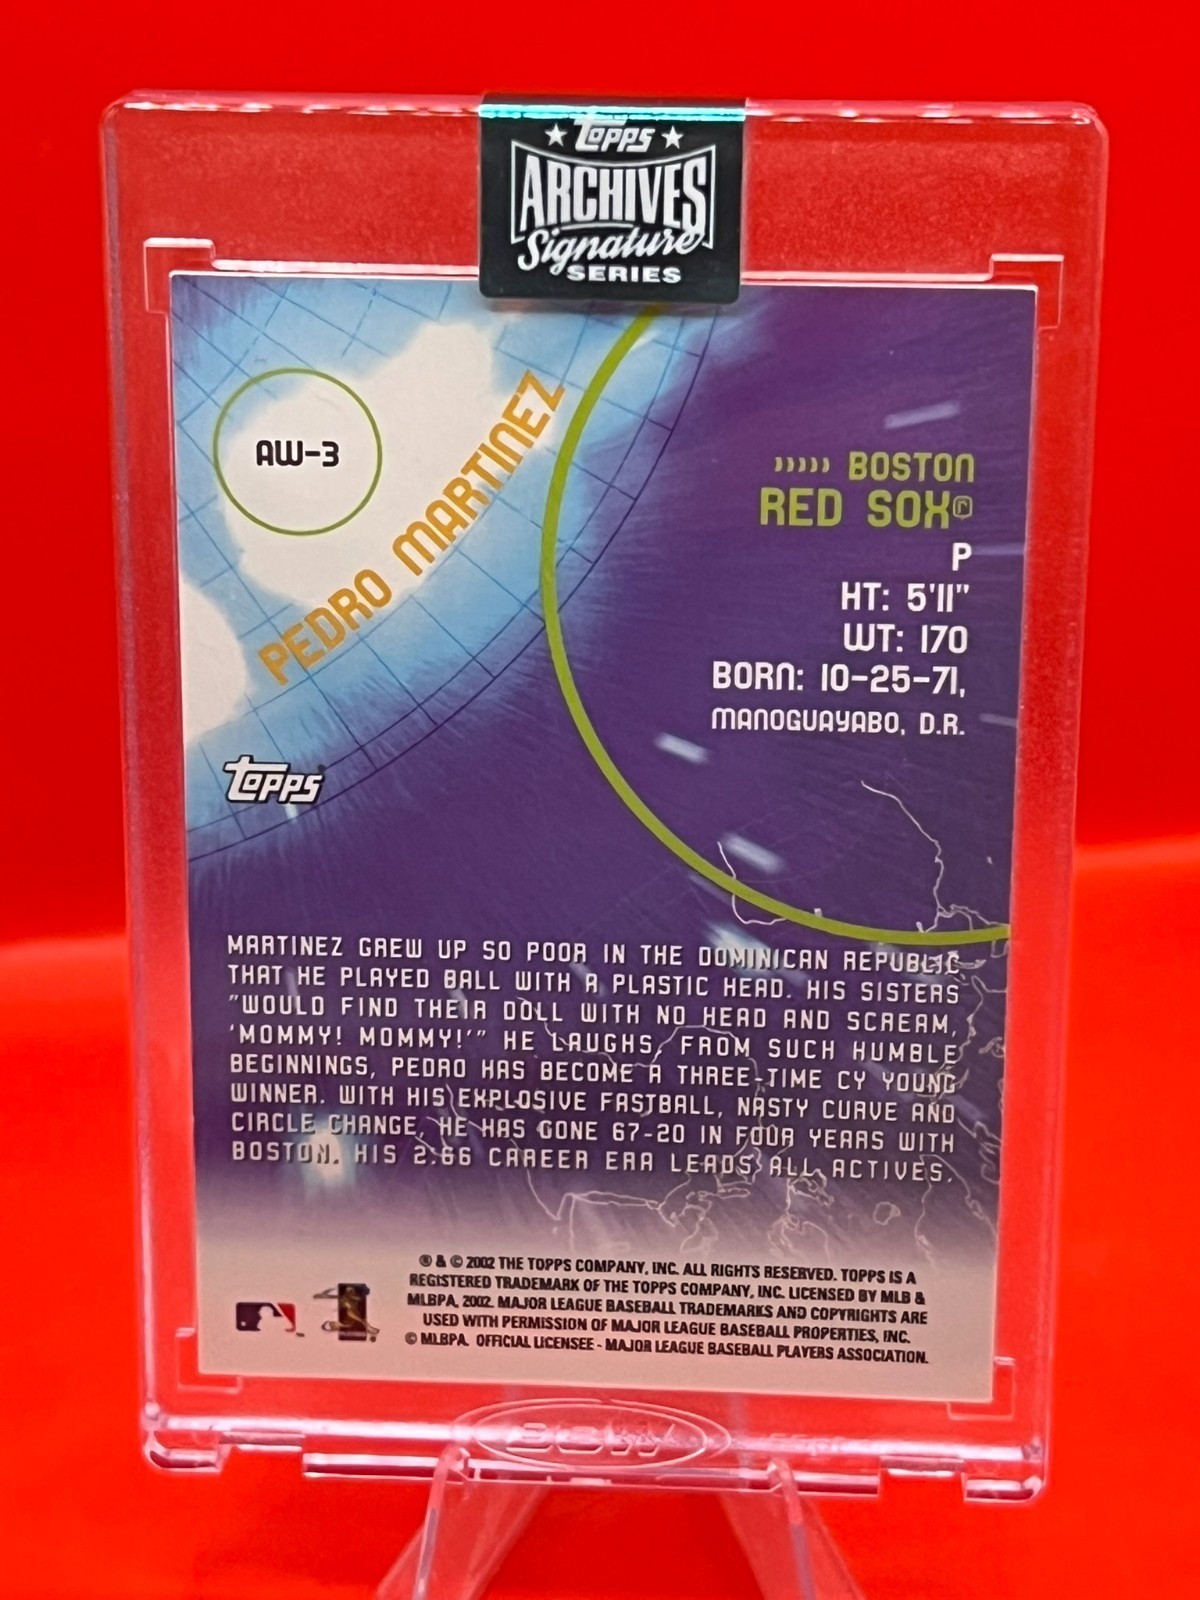 ★ Topps ★
ARCHIVES
Signature
SERIES
AW-3
PEDRO MARTINEZ
BOSTON
RED SOX®
P
HT: 5'11"
WT: 170
BORN: 10-25-71,
MANOGUAYABO, D.R.
Topps
MARTINEZ GREW UP SO POOR IN THE DOMINICAN REPUBLIC
THAT HE PLAYED BALL WITH A PLASTIC HEAD. HIS SISTERS
"WOULD FIND THEIR DOLL WITH NO HEAD AND SCREAM,
'MOMMY! MOMMY!'" HE LAUGHS. FROM SUCH HUMBLE
BEGINNINGS, PEDRO HAS BECOME A THREE-TIME CY YOUNG
WINNER. WITH HIS EXPLOSIVE FASTBALL, NASTY CURVE AND
CIRCLE CHANGE, HE HAS GONE 67-20 IN FOUR YEARS WITH
BOSTON. HIS 2.66 CAREER ERA LEADS ALL ACTIVES.
® & © 2002 THE TOPPS COMPANY, INC. ALL RIGHTS RESERVED. TOPPS IS A
REGISTERED TRADEMARK OF THE TOPPS COMPANY, INC. LICENSED BY MLB &
MLBPA, 2002. MAJOR LEAGUE BASEBALL TRADEMARKS AND COPYRIGHTS ARE
USED WITH PERMISSION OF MAJOR LEAGUE BASEBALL PROPERTIES, INC.
© MLBPA. OFFICIAL LICENSEE - MAJOR LEAGUE BASEBALL PLAYERS ASSOCIATION.